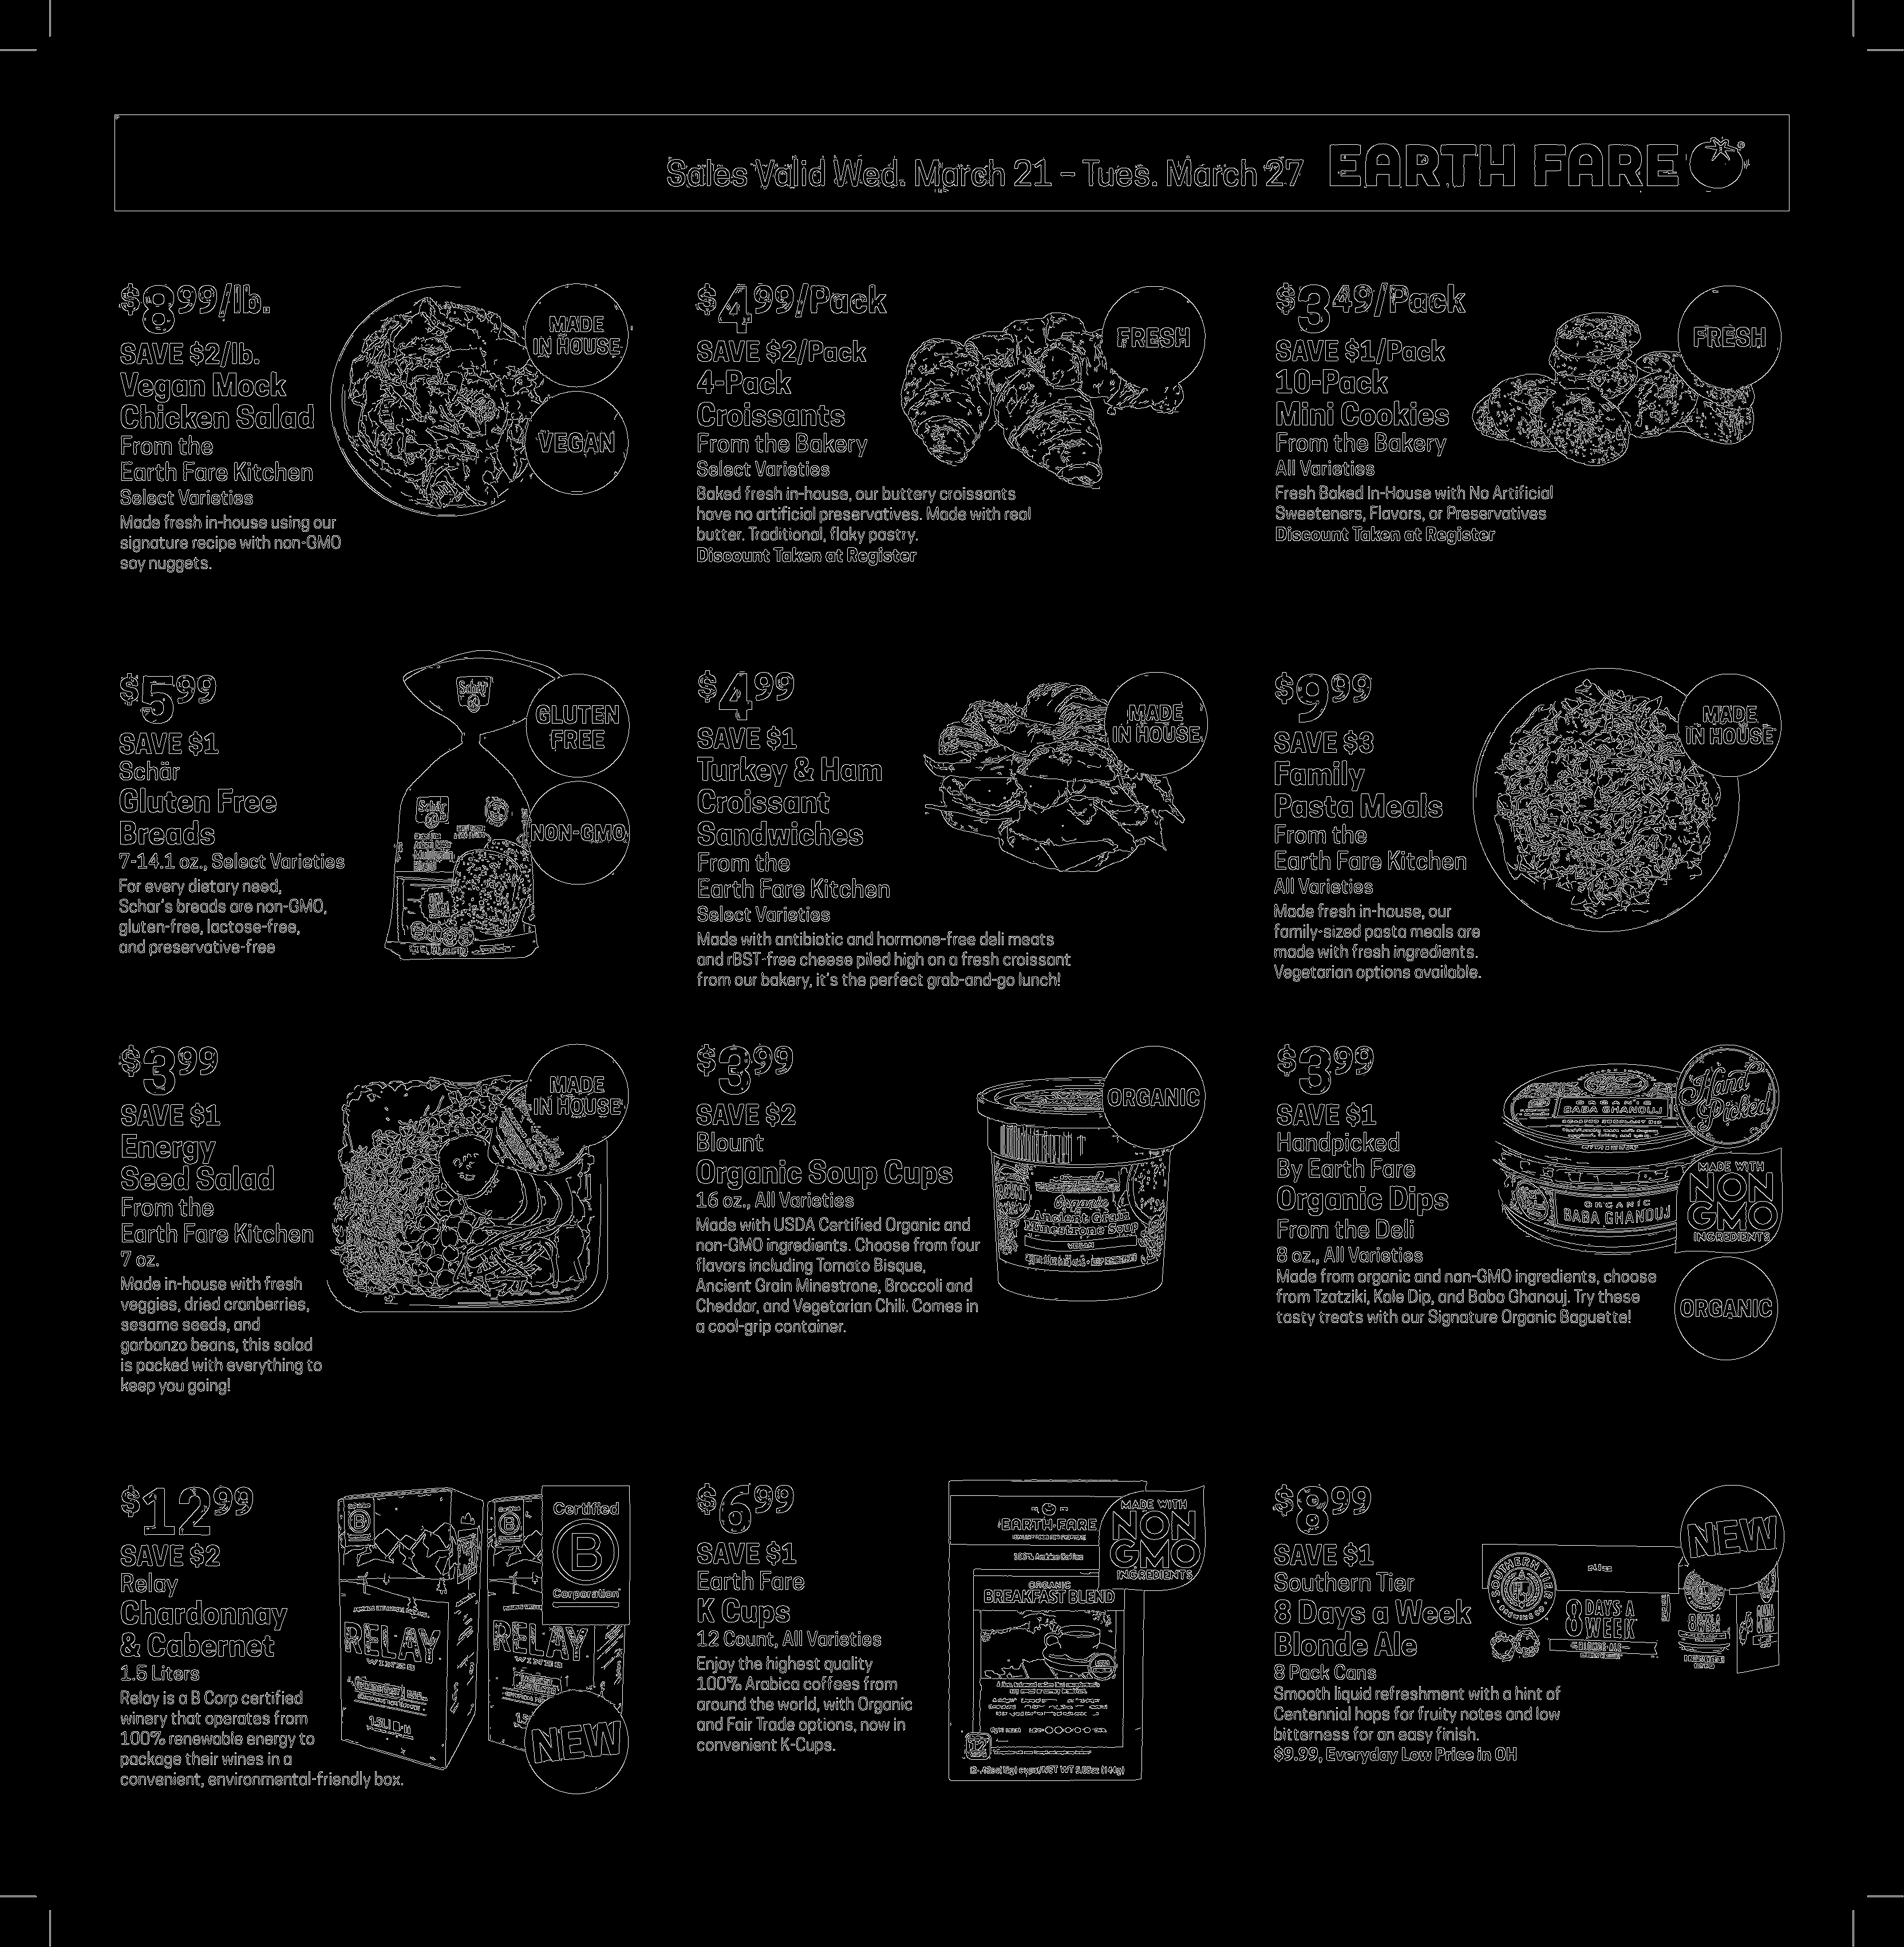 Sales Valid Wed. March 21 – Tues. March 27 EARTH FARE
$8.99/lb.
SAVE $2/lb.
Vegan Mock
Chicken Salad
From the
Earth Fare Kitchen
Select Varieties
Made fresh in-house using our
signature recipe with non-GMO
soy nuggets.
MADE
IN HOUSE
VEGAN
$4.99/Pack
SAVE $2/Pack
4-Pack
Croissants
From the Bakery
Select Varieties
Baked fresh in-house, our buttery croissants
have no artificial preservatives. Made with real
butter. Traditional, flaky pastry.
Discount Taken at Register
FRESH
$3.49/Pack
SAVE $1/Pack
10-Pack
Mini Cookies
From the Bakery
All Varieties
Fresh Baked In-House with No Artificial
Sweeteners, Flavors, or Preservatives
Discount Taken at Register
FRESH
$5.99
SAVE $1
Schär
Gluten Free
Breads
7-14.1 oz., Select Varieties
For every dietary need,
Schar's breads are non-GMO,
gluten-free, lactose-free,
and preservative-free
Schär
Schär
GLUTEN
FREE
NON-GMO
$4.99
SAVE $1
Turkey & Ham
Croissant
Sandwiches
From the
Earth Fare Kitchen
Select Varieties
Made with antibiotic and hormone-free deli meats
and rBST-free cheese piled high on a fresh croissant
from our bakery, it's the perfect grab-and-go lunch!
MADE
IN HOUSE
$9.99
SAVE $3
Family
Pasta Meals
From the
Earth Fare Kitchen
All Varieties
Made fresh in-house, our
family-sized pasta meals are
made with fresh ingredients.
Vegetarian options available.
MADE
IN HOUSE
$3.99
SAVE $1
Energy
Seed Salad
From the
Earth Fare Kitchen
7 oz.
Made in-house with fresh
veggies, dried cranberries,
sesame seeds, and
garbanzo beans, this salad
is packed with everything to
keep you going!
MADE
IN HOUSE
$3.99
SAVE $2
Blount
Organic Soup Cups
16 oz., All Varieties
Made with USDA Certified Organic and
non-GMO ingredients. Choose from four
flavors including Tomato Bisque,
Ancient Grain Minestrone, Broccoli and
Cheddar, and Vegetarian Chili. Comes in
a cool-grip container.
ORGANIC
BLOUNT
Organic
Ancient Grain
Minestrone Soup
VEGAN
$3.99
SAVE $1
Handpicked
By Earth Fare
Organic Dips
From the Deli
8 oz., All Varieties
Made from organic and non-GMO ingredients, choose
from Tzatziki, Kale Dip, and Baba Ghanouj. Try these
tasty treats with our Signature Organic Baguette!
ORGANIC
BABA GHANOUJ
ORGANIC
BABA GHANOUJ
Hand
Picked
MADE WITH
NON
GMO
INGREDIENTS
ORGANIC
$12.99
SAVE $2
Relay
Chardonnay
& Cabernet
1.5 Liters
Relay is a B Corp certified
winery that operates from
100% renewable energy to
package their wines in a
convenient, environmental-friendly box.
B
RELAY
WINES
B
RELAY
WINES
Certified
B
Corporation
NEW
$6.99
SAVE $1
Earth Fare
K Cups
12 Count, All Varieties
Enjoy the highest quality
100% Arabica coffees from
around the world, with Organic
and Fair Trade options, now in
convenient K-Cups.
EARTH FARE
100% Arabica Coffee
ORGANIC
BREAKFAST BLEND
12
MADE WITH
NON
GMO
INGREDIENTS
$8.99
SAVE $1
Southern Tier
8 Days a Week
Blonde Ale
8 Pack Cans
Smooth liquid refreshment with a hint of
Centennial hops for fruity notes and low
bitterness for an easy finish.
$9.99, Everyday Low Price in OH
SOUTHERN TIER
BREWING CO
8 DAYS A
WEEK
BLONDE ALE
NEW